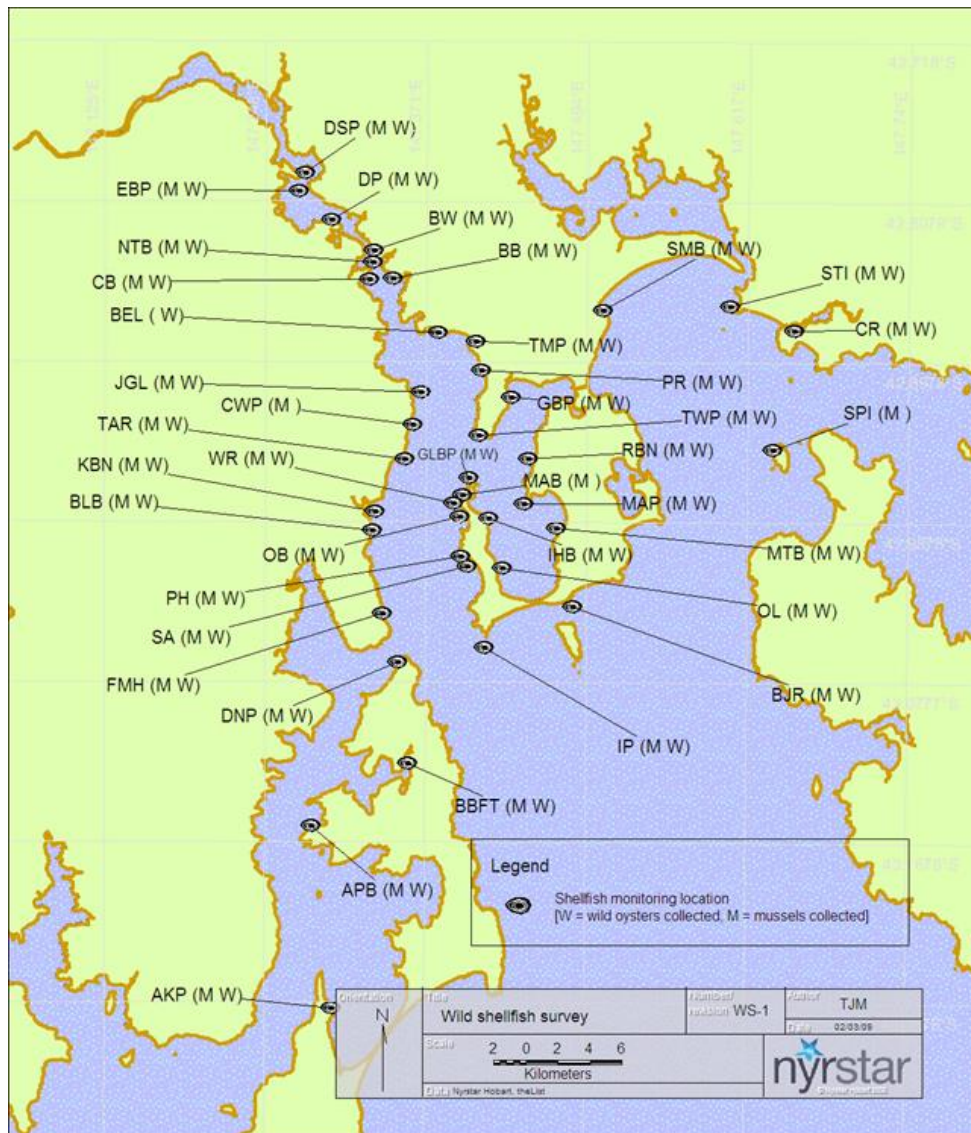 42.718°S
DSP (M W)
EBP (M W)
DP (M W)
BW (M W)
NTB (M W)
BB (M W)
SMB (M W)
CB (M W)
STI (M W)
BEL ( W)
CR (M W)
TMP (M W)
JGL (M W)
PR (M W)
CWP (M )
GBP (M W)
SPI (M )
TAR (M W)
TWP (M W)
KBN (M W)
WR (M W)
GLBP (M W)
RBN (M W)
MAB (M )
BLB (M W)
MAP (M W)
OB (M W)
IHB (M W)
MTB (M W)
PH (M W)
OL (M W)
SA (M W)
FMH (M W)
BJR (M W)
DNP (M W)
IP (M W)
BBFT (M W)
APB (M W)
Legend
Shellfish monitoring location
[W = wild oysters collected, M = mussels collected]
AKP (M W)
Orientation
N
Title
Wild shellfish survey
Number/
revision WS-1
Author
TJM
Date
02/03/09
Scale
2 0 2 4 6
Kilometers
Data Nyrstar Hobart, theList
nyrstar